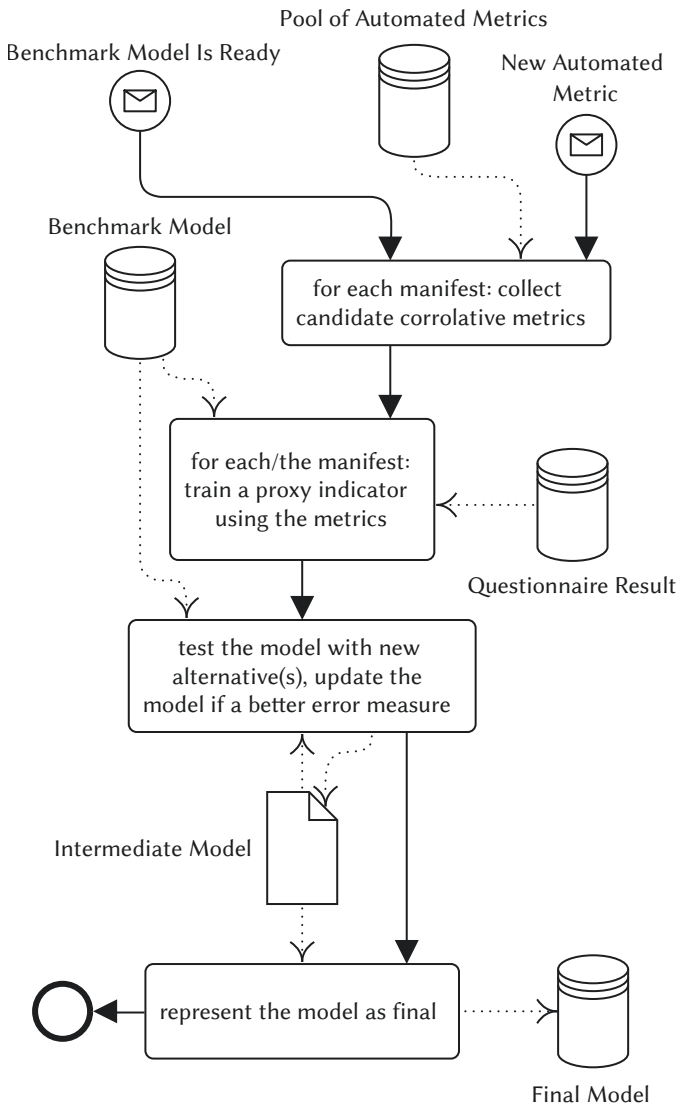 Pool of Automated Metrics
Benchmark Model Is Ready
New Automated
Metric
Benchmark Model
for each manifest: collect
candidate corrolative metrics
for each/the manifest:
train a proxy indicator
using the metrics
Questionnaire Result
test the model with new
alternative(s), update the
model if a better error measure
Intermediate Model
represent the model as final
Final Model